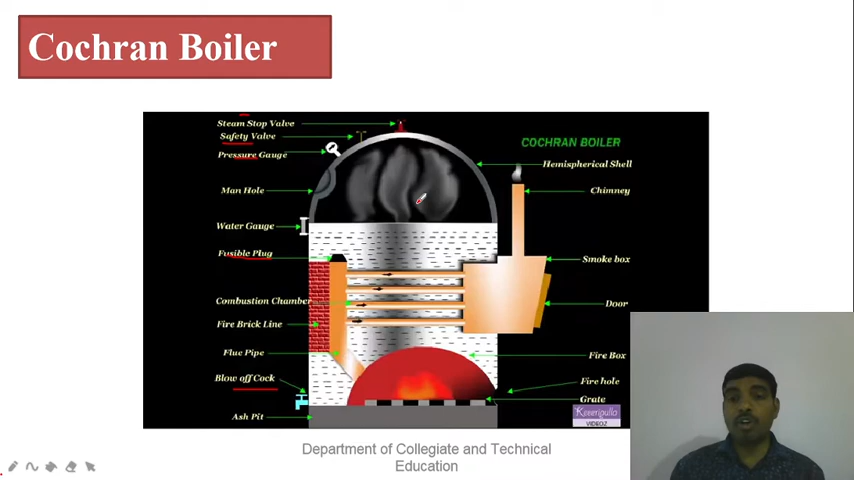 Cochran Boiler
Steam Stop Valve
Safety Valve
Pressure Gauge
Man Hole
Water Gauge
Fusible Plug
Combustion Chamber
Fire Brick Line
Flue Pipe
Blow off Cock
Ash Pit
COCHRAN BOILER
Hemispherical Shell
Chimney
Smoke box
Door
Fire Box
Fire hole
Grate
VIDEOZ
Department of Collegiate and Technical
Education